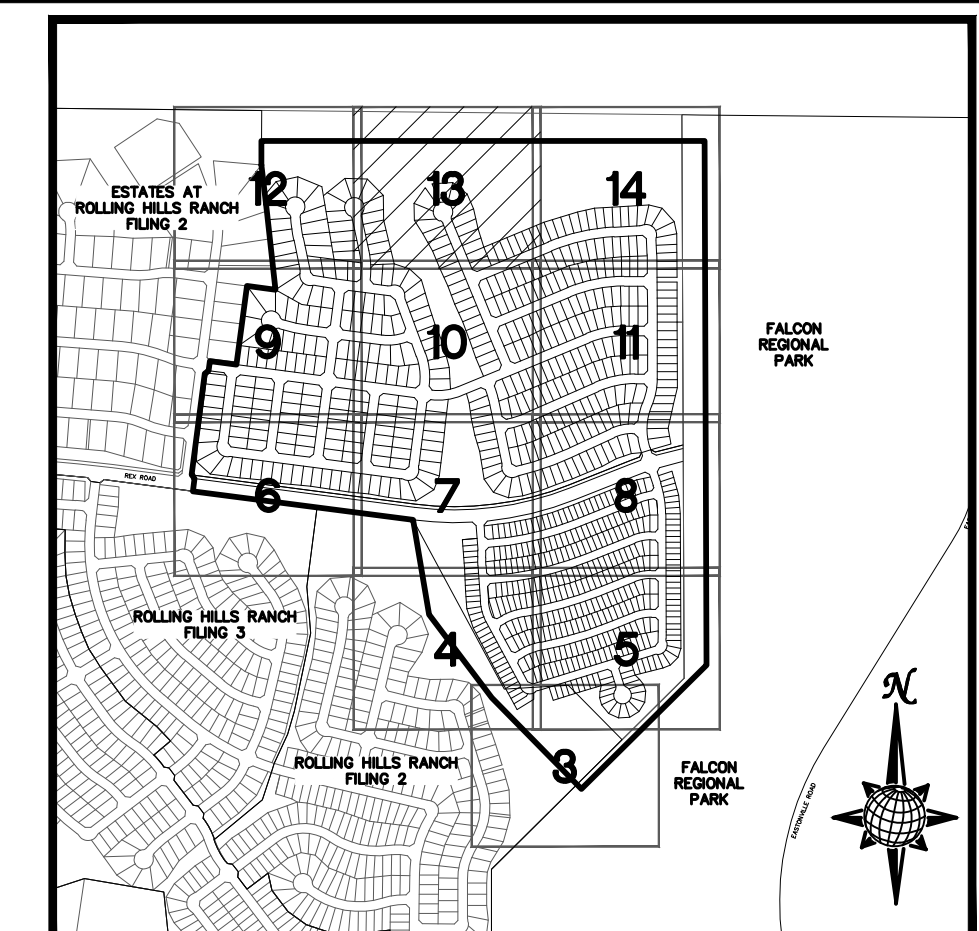 12
13
14
ESTATES AT
ROLLING HILLS RANCH
FILING 2
9
10
11
FALCON
REGIONAL
PARK
REX ROAD
6
7
8
ROLLING HILLS RANCH
FILING 3
4
5
N
ROLLING HILLS RANCH
FILING 2
3
FALCON
REGIONAL
PARK
EASTONVILLE ROAD